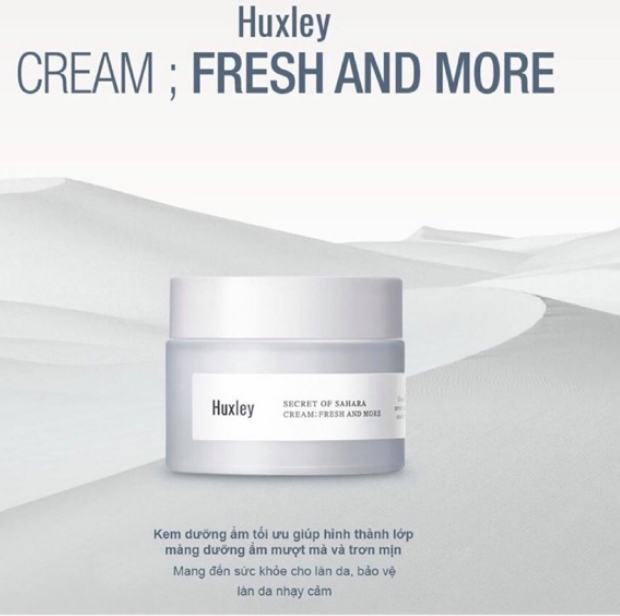 Huxley
CREAM ; FRESH AND MORE
Huxley
SECRET OF SAHARA
CREAM; FRESH AND MORE
Kem dưỡng ẩm tối ưu giúp hình thành lớp
màng dưỡng ẩm mượt mà và trơn mịn
Mang đến sức khỏe cho làn da, bảo vệ
làn da nhạy cảm